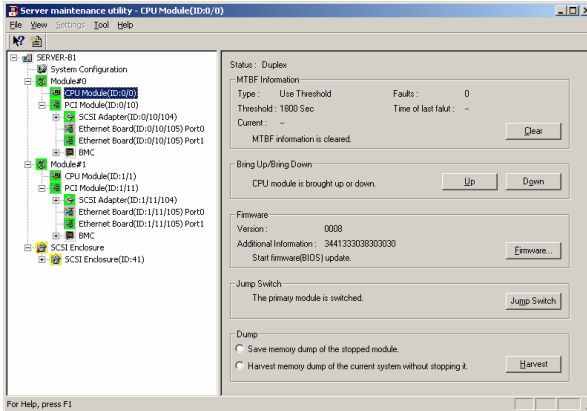 Server maintenance utility - CPU Module(ID:0/0)
File View Settings Tool Help
SERVER-B1
System Configuration
Module#0
CPU Module(ID:0/0)
PCI Module(ID:0/10)
SCSI Adapter(ID:0/10/104)
Ethernet Board(ID:0/10/105) Port0
Ethernet Board(ID:0/10/105) Port1
BMC
Module#1
CPU Module(ID:1/1)
PCI Module(ID:1/11)
SCSI Adapter(ID:1/11/104)
Ethernet Board(ID:1/11/105) Port0
Ethernet Board(ID:1/11/105) Port1
BMC
SCSI Enclosure
SCSI Enclosure(ID:41)
Status : Duplex
MTBF Information
Type : Use Threshold Faults : 0
Threshold : 1800 Sec Time of last falut : --
Current : --
MTBF information is cleared. Clear
Bring Up/Bring Down
CPU module is brought up or down. Up Down
Firmware
Version : 0008
Additional Information : 3441333038303030
Start firmware(BIOS) update. Firmware...
Jump Switch
The primary module is switched. Jump Switch
Dump
Save memory dump of the stopped module.
Harvest memory dump of the current system without stopping it. Harvest
For Help, press F1